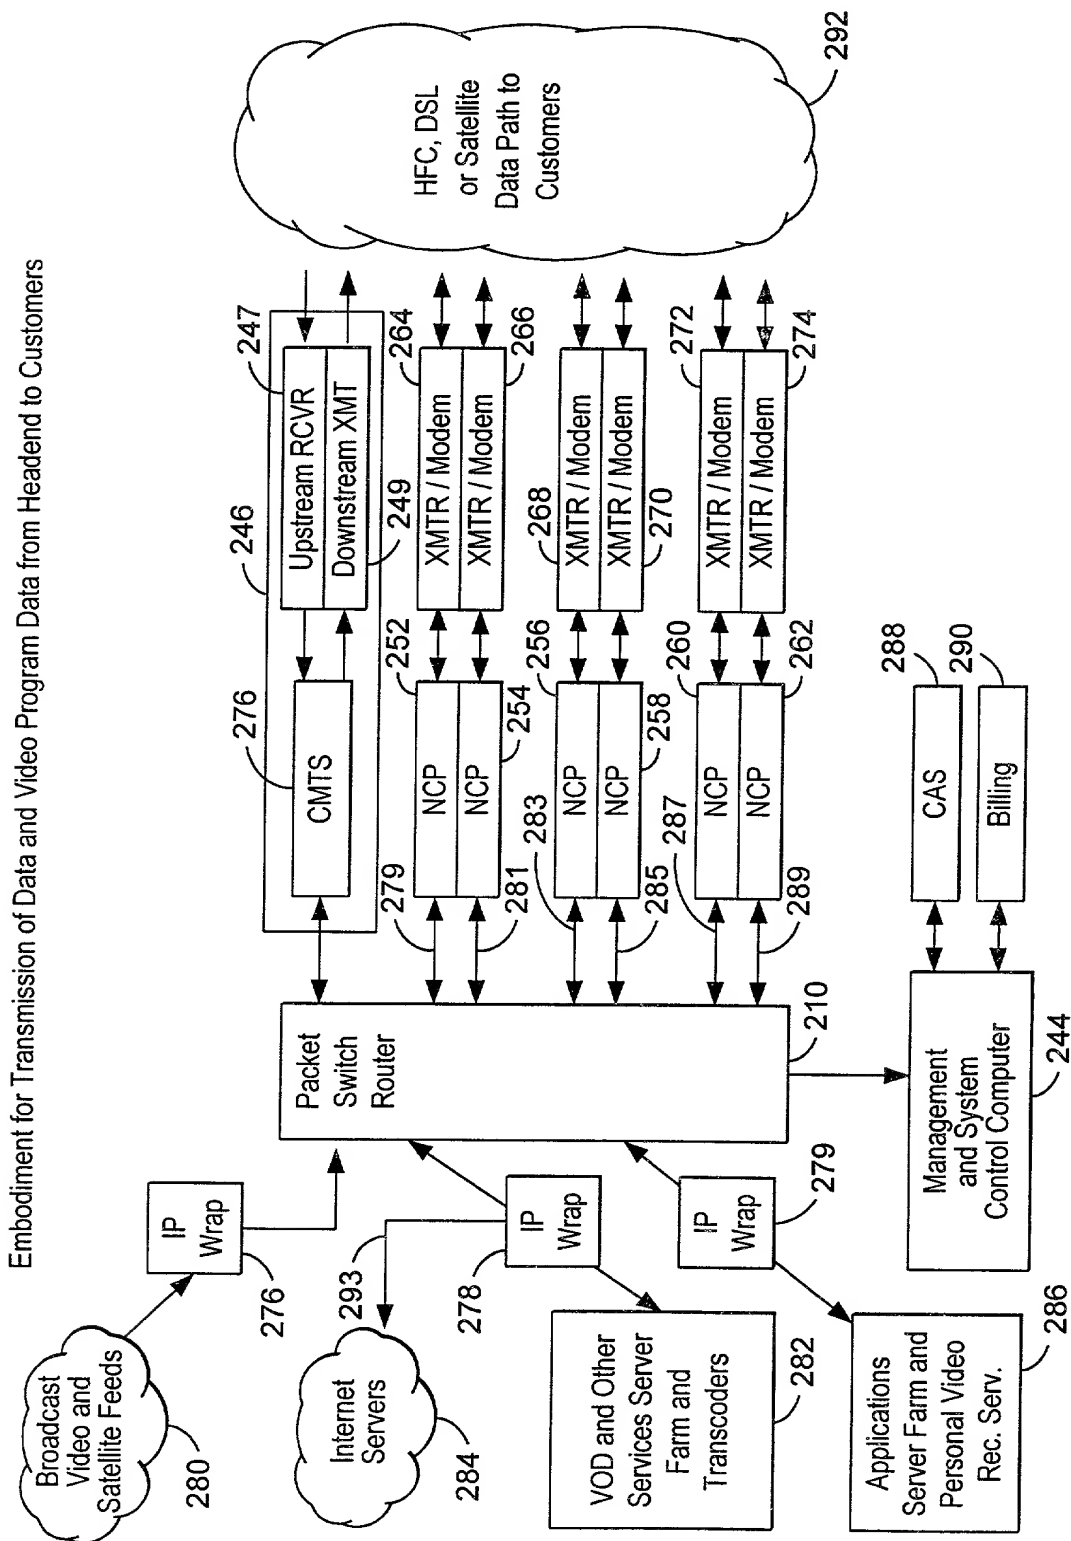 Embodiment for Transmission of Data and Video Program Data from Headend to Customers
Broadcast
Video and
Satellite Feeds
280
IP
Wrap
276
Internet
Servers
284
293
IP
Wrap
278
VOD and Other
Services Server
Farm and
Transcoders
282
IP
Wrap
279
Applications
Server Farm and
Personal Video
Rec. Serv.
286
Packet
Switch
Router
210
Management
and System
Control Computer
244
CAS
288
Billing
290
246
276
CMTS
247
Upstream RCVR
Downstream XMT
249
279
252
NCP
NCP
254
281
264
XMTR / Modem
XMTR / Modem
266
283
256
NCP
NCP
258
285
268
XMTR / Modem
XMTR / Modem
270
287
260
NCP
NCP
262
289
272
XMTR / Modem
XMTR / Modem
274
HFC, DSL
or Satellite
Data Path to
Customers
292